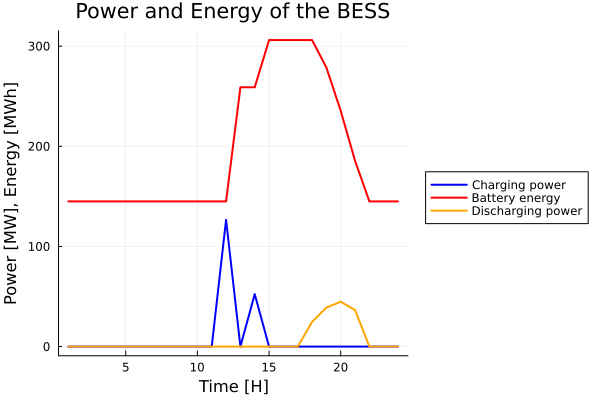 Power and Energy of the BESS
Power [MW], Energy [MWh]
300
200
100
0
5 10 15 20
Time [H]
Charging power
Battery energy
Discharging power